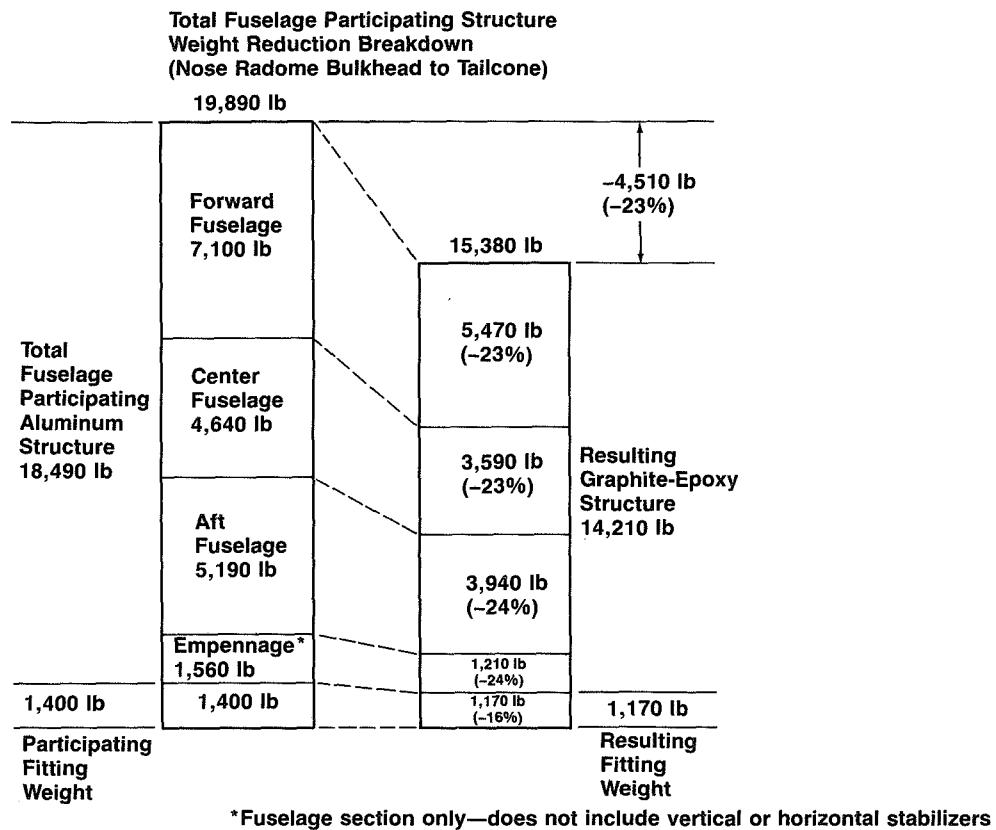 Total Fuselage Participating Structure
Weight Reduction Breakdown
(Nose Radome Bulkhead to Tailcone)
19,890 lb
–4,510 lb
(–23%)
Forward
Fuselage
7,100 lb
15,380 lb
5,470 lb
(–23%)
Total
Fuselage
Participating
Aluminum
Structure
18,490 lb
Center
Fuselage
4,640 lb
3,590 lb
(–23%)
Resulting
Graphite-Epoxy
Structure
14,210 lb
Aft
Fuselage
5,190 lb
3,940 lb
(–24%)
Empennage*
1,560 lb
1,210 lb
(–24%)
1,400 lb
1,400 lb
1,170 lb
(–16%)
1,170 lb
Participating
Fitting
Weight
Resulting
Fitting
Weight
*Fuselage section only—does not include vertical or horizontal stabilizers